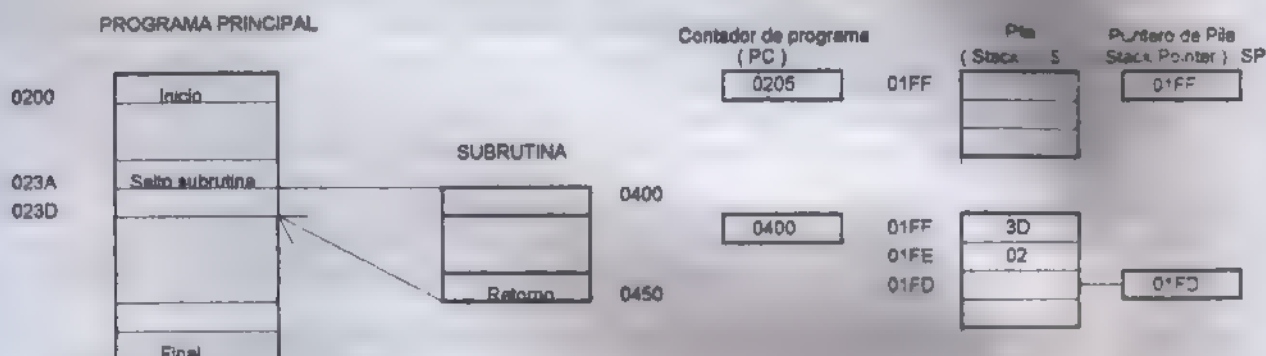 PROGRAMA PRINCIPAL
0200
Inicio
023A
Salto subrutina
023D
Final
SUBRUTINA
0400
Retorno
0450
Contador de programa
( PC )
0205
01FF
Pila
( Stack S
Puntero de Pila
Stack Pointer ) SP
01FF
0400
01FF
3D
01FE
02
01FD
01FD